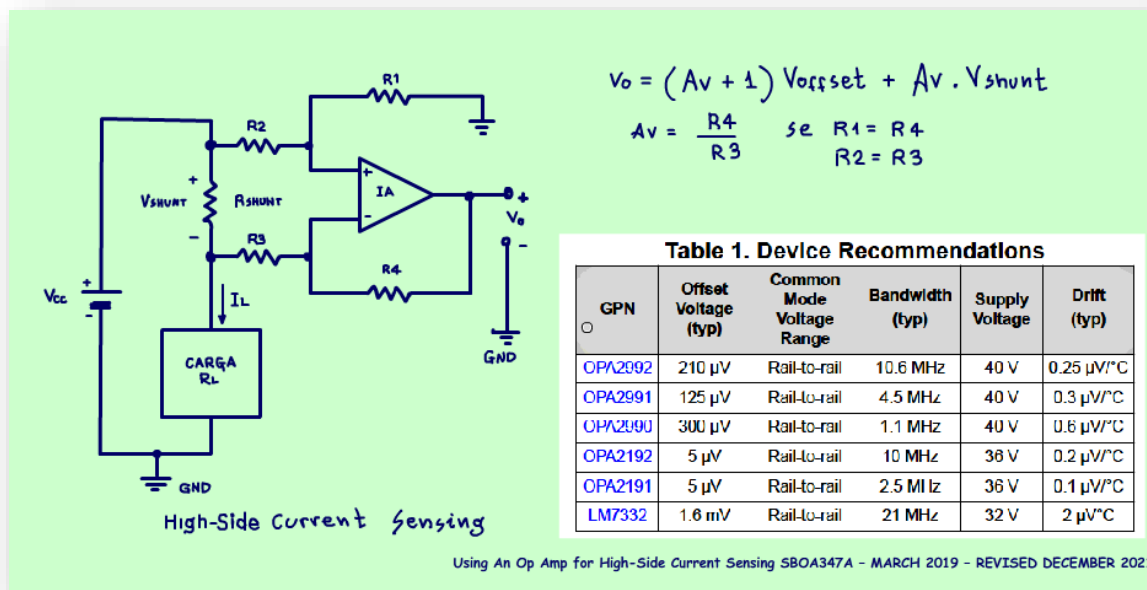 R1
R2
VSHUNT
+
-
RSHUNT
R3
R4
+
-
IA
+
Vo
-
Vcc
+
-
IL
CARGA
RL
GND
GND
High-Side Current Sensing
Vo = (Av + 1) Voffset + Av . Vshunt
Av = R4 / R3 se R1 = R4
R2 = R3
Table 1. Device Recommendations
GPN Offset Voltage (typ) Common Mode Voltage Range Bandwidth (typ) Supply Voltage Drift (typ)
OPA2992 210 µV Rail-to-rail 10.6 MHz 40 V 0.25 µV/°C
OPA2991 125 µV Rail-to-rail 4.5 MHz 40 V 0.3 µV/°C
OPA2990 300 µV Rail-to-rail 1.1 MHz 40 V 0.6 µV/°C
OPA2192 5 µV Rail-to-rail 10 MHz 36 V 0.2 µV/°C
OPA2191 5 µV Rail-to-rail 2.5 MHz 36 V 0.1 µV/°C
LM7332 1.6 mV Rail-to-rail 21 MHz 32 V 2 µV°C
Using An Op Amp for High-Side Current Sensing SBOA347A - MARCH 2019 - REVISED DECEMBER 202